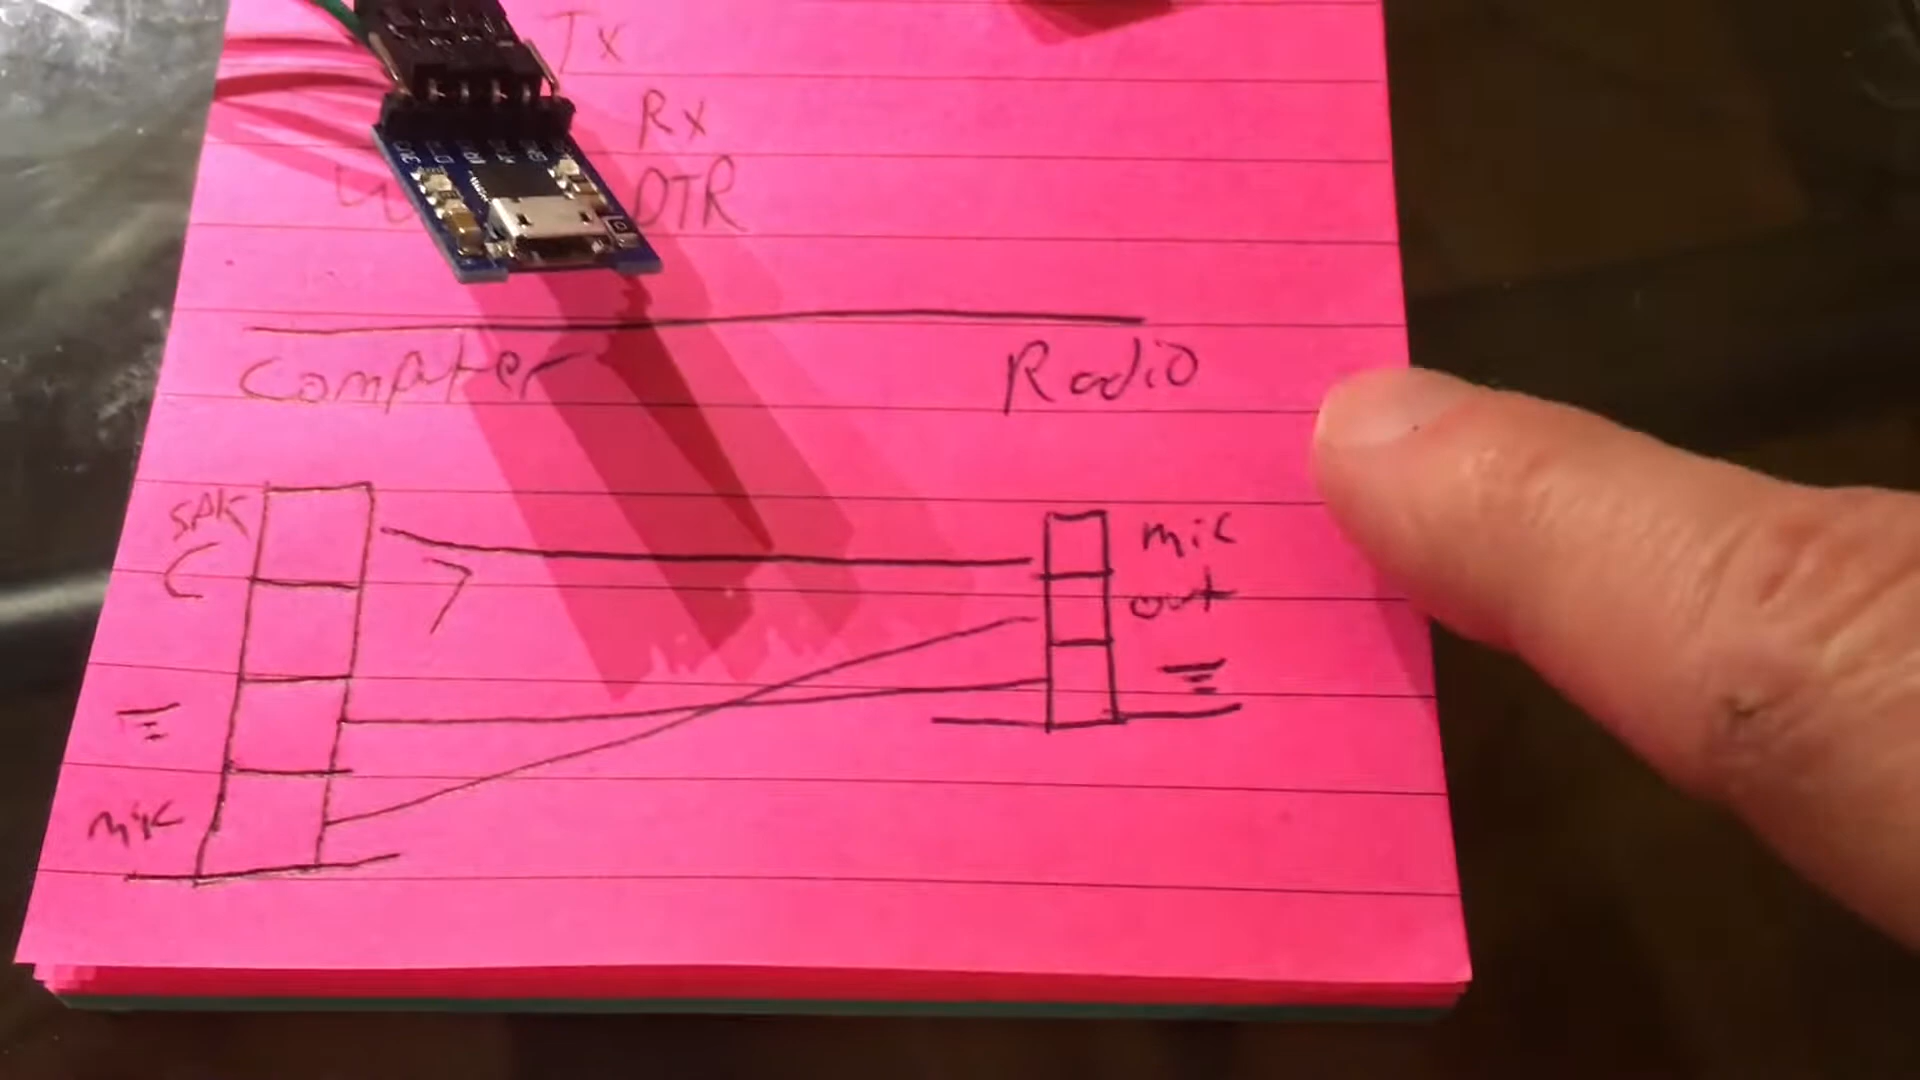 Tx
Rx
DTR
Computer Radio
SPK mic
out
mic